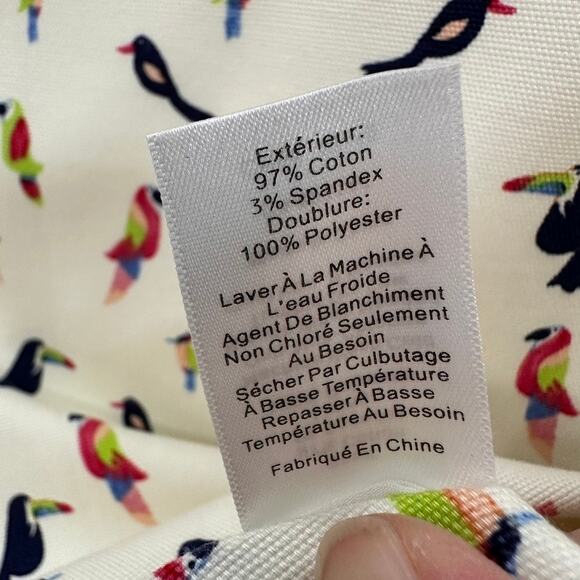 Extérieur:
97% Coton
3% Spandex
Doublure:
100% Polyester
Laver À La Machine À
L'eau Froide
Agent De Blanchiment
Non Chloré Seulement
Au Besoin
Sécher Par Culbutage
À Basse Température
Repasser À Basse
Température Au Besoin
Fabriqué En Chine